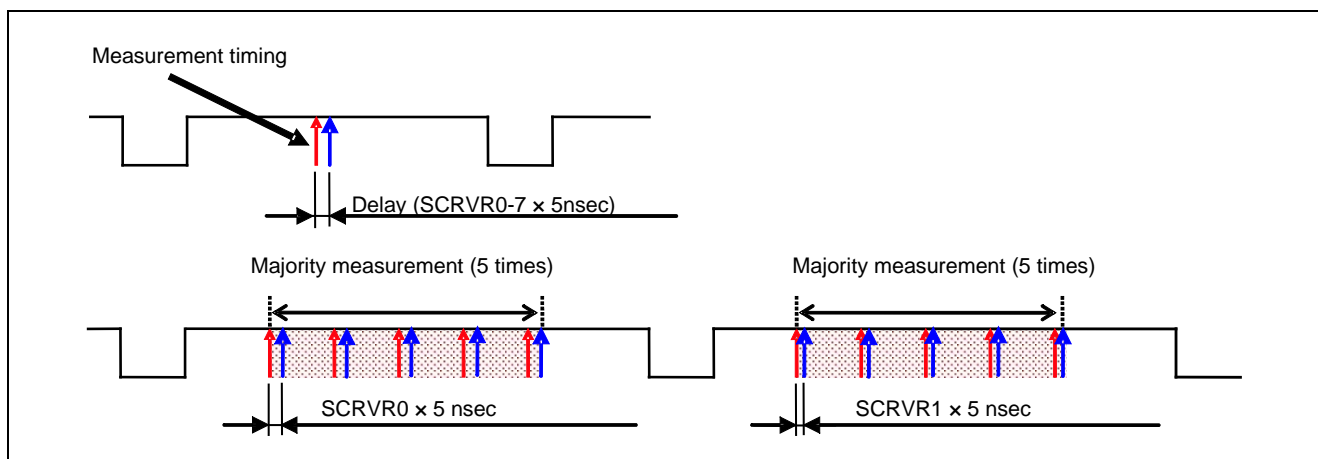 Measurement timing
Delay (SCRVR0-7 × 5nsec)
Majority measurement (5 times)
Majority measurement (5 times)
SCRVR0 × 5 nsec
SCRVR1 × 5 nsec